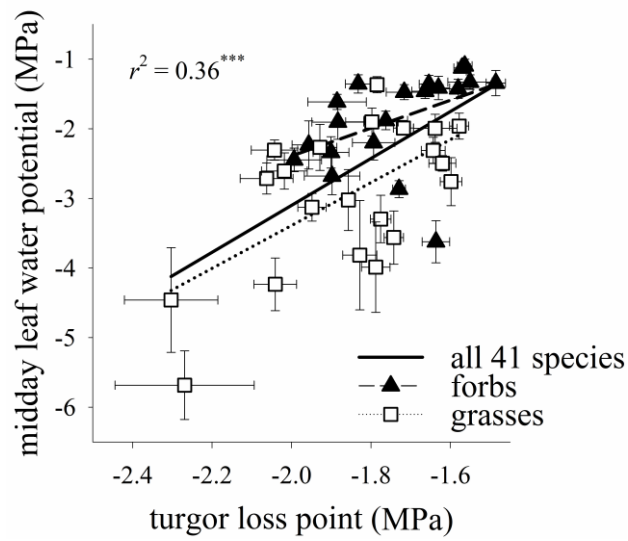 midday leaf water potential (MPa)
r² = 0.36***
-1
-2
-3
-4
-5
-6
all 41 species
forbs
grasses
-2.4
-2.2
-2.0
-1.8
-1.6
turgor loss point (MPa)